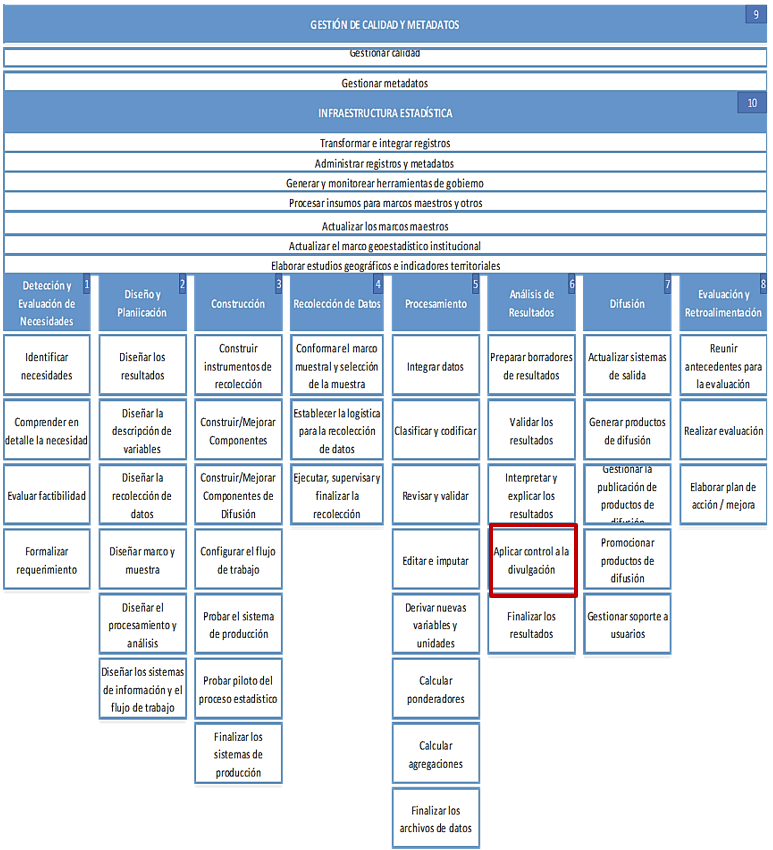 GESTIÓN DE CALIDAD Y METADATOS
9
Gestionar calidad
Gestionar metadatos
INFRAESTRUCTURA ESTADÍSTICA
10
Transformar e integrar registros
Administrar registros y metadatos
Generar y monitorear herramientas de gobierno
Procesar insumos para marcos maestros y otros
Actualizar los marcos maestros
Actualizar el marco geoestadístico institucional
Elaborar estudios geográficos e indicadores territoriales
Detección y
Evaluación de
Necesidades
1
Identificar
necesidades
Comprender en
detalle la necesidad
Evaluar factibilidad
Formalizar
requerimiento
Diseño y
Planiicación
2
Diseñar los
resultados
Diseñar la
descripción de
variables
Diseñar la
recolección de
datos
Diseñar marco y
muestra
Diseñar el
procesamiento y
análisis
Diseñar los sistemas
de información y el
flujo de trabajo
Construcción
3
Construir
instrumentos de
recolección
Construir/Mejorar
Componentes
Construir/Mejorar
Componentes de
Difusión
Configurar el flujo
de trabajo
Probar el sistema
de producción
Probar piloto del
proceso estadístico
Finalizar los
sistemas de
producción
Recolección de Datos
4
Conformar el marco
muestral y selección
de la muestra
Establecer la logística
para la recolección
de datos
Ejecutar, supervisar y
finalizar la
recolección
Procesamiento
5
Integrar datos
Clasificar y codificar
Revisar y validar
Editar e imputar
Derivar nuevas
variables y
unidades
Calcular
ponderadores
Calcular
agregaciones
Finalizar los
archivos de datos
Análisis de
Resultados
6
Preparar borradores
de resultados
Validar los
resultados
Interpretar y
explicar los
resultados
Aplicar control a la
divulgación
Finalizar los
resultados
Difusión
7
Actualizar sistemas
de salida
Generar productos
de difusión
Gestionar la
publicación de
productos de
difusión
Promocionar
productos de
difusión
Gestionar soporte a
usuarios
Evaluación y
Retroalimentación
8
Reunir
antecedentes para
la evaluación
Realizar evaluación
Elaborar plan de
acción / mejora